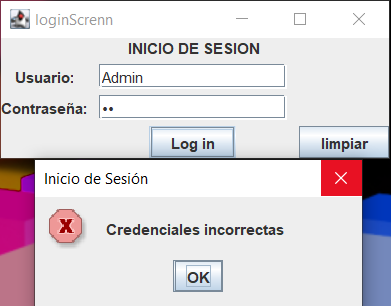 loginScrenn
INICIO DE SESION
Usuario: Admin
Contraseña: ••
Log in limpiar
Inicio de Sesión
Credenciales incorrectas
OK